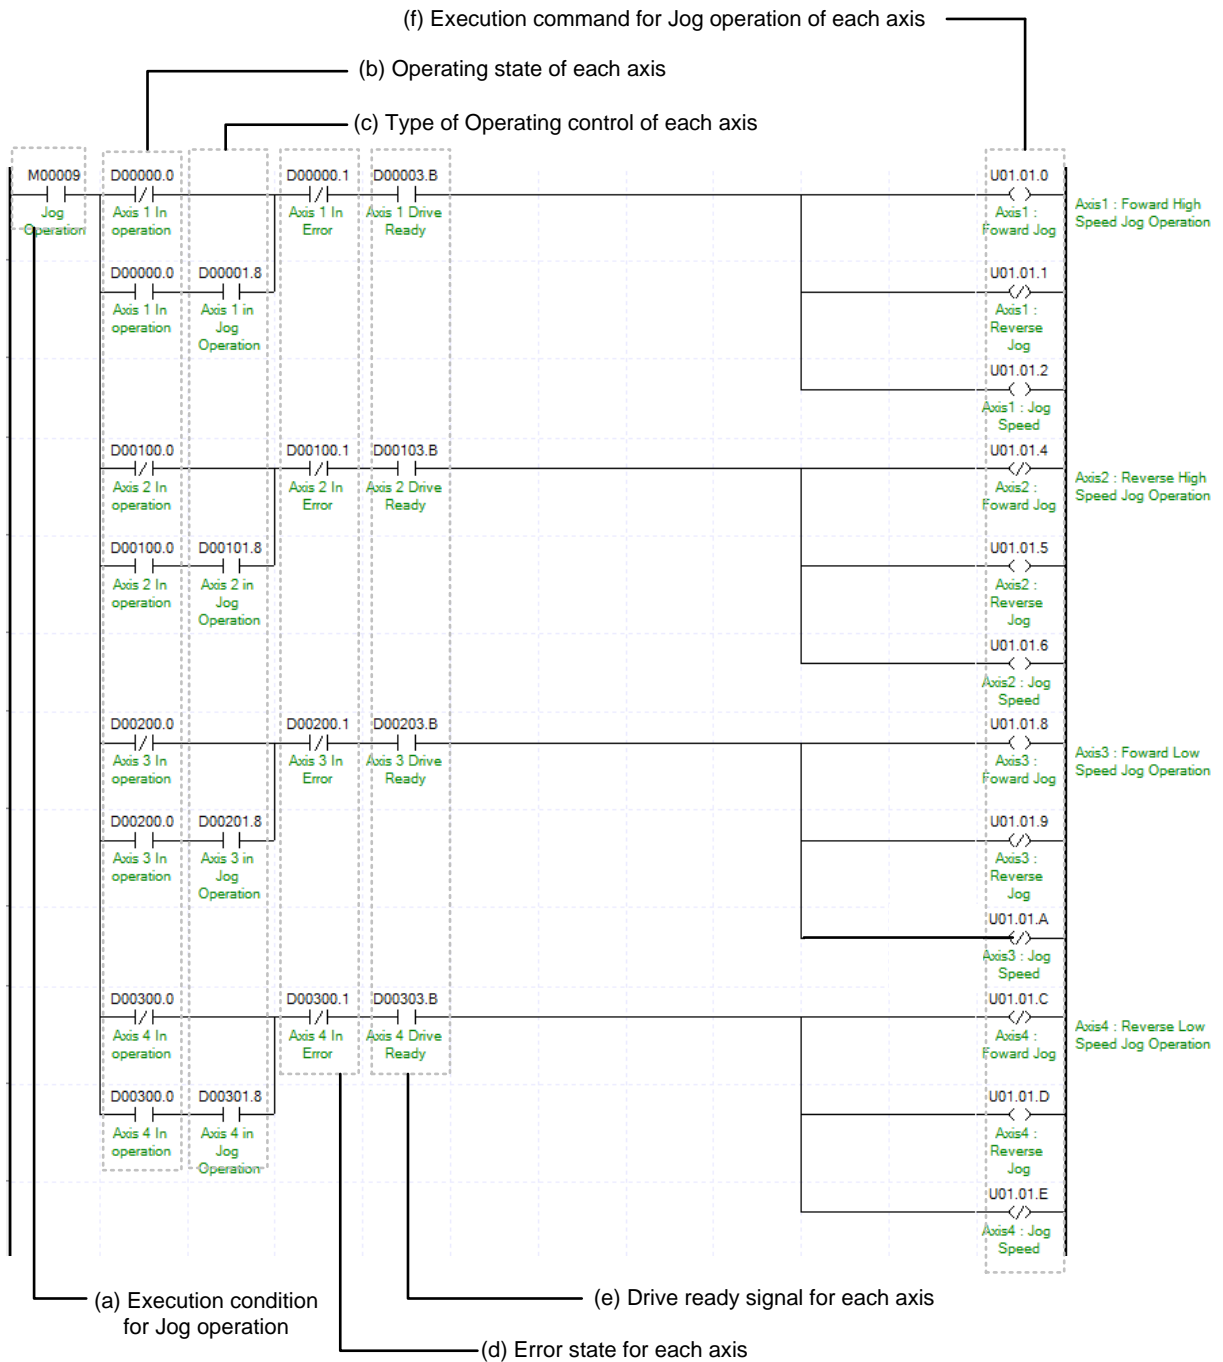 (f) Execution command for Jog operation of each axis
(b) Operating state of each axis
(c) Type of Operating control of each axis
M00009
Jog
Operation
D00000.0
Axis 1 In
operation
D00000.1
Axis 1 In
Error
D00003.B
Axis 1 Drive
Ready
U01.01.0
Axis1 :
Foward Jog
Axis1 : Foward High
Speed Jog Operation
D00000.0
Axis 1 In
operation
D00001.8
Axis 1 in
Jog
Operation
U01.01.1
Axis1 :
Reverse
Jog
U01.01.2
Axis1 : Jog
Speed
D00100.0
Axis 2 In
operation
D00100.1
Axis 2 In
Error
D00103.B
Axis 2 Drive
Ready
U01.01.4
Axis2 :
Foward Jog
Axis2 : Reverse High
Speed Jog Operation
D00100.0
Axis 2 In
operation
D00101.8
Axis 2 in
Jog
Operation
U01.01.5
Axis2 :
Reverse
Jog
U01.01.6
Axis2 : Jog
Speed
D00200.0
Axis 3 In
operation
D00200.1
Axis 3 In
Error
D00203.B
Axis 3 Drive
Ready
U01.01.8
Axis3 :
Foward Jog
Axis3 : Foward Low
Speed Jog Operation
D00200.0
Axis 3 In
operation
D00201.8
Axis 3 in
Jog
Operation
U01.01.9
Axis3 :
Reverse
Jog
U01.01.A
Axis3 : Jog
Speed
D00300.0
Axis 4 In
operation
D00300.1
Axis 4 In
Error
D00303.B
Axis 4 Drive
Ready
U01.01.C
Axis4 :
Foward Jog
Axis4 : Reverse Low
Speed Jog Operation
D00300.0
Axis 4 In
operation
D00301.8
Axis 4 in
Jog
Operation
U01.01.D
Axis4 :
Reverse
Jog
U01.01.E
Axis4 : Jog
Speed
(a) Execution condition
for Jog operation
(e) Drive ready signal for each axis
(d) Error state for each axis